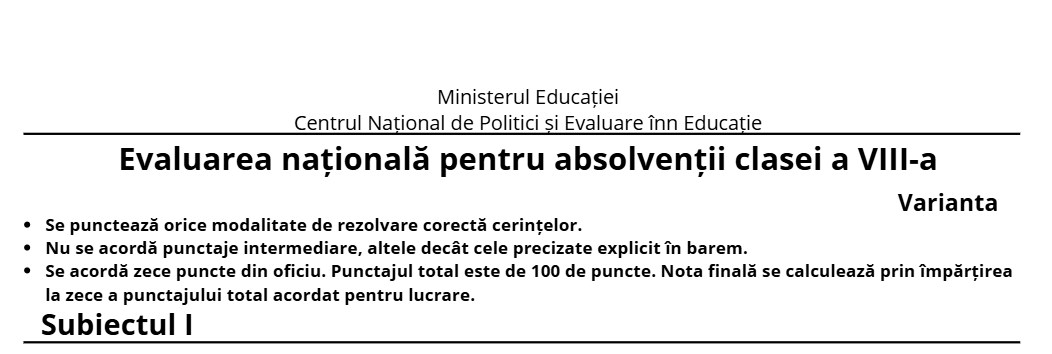 Ministerul Educației
Centrul Național de Politici și Evaluare înn Educație
Evaluarea națională pentru absolvenții clasei a VIII-a
Varianta
• Se punctează orice modalitate de rezolvare corectă cerințelor.
• Nu se acordă punctaje intermediare, altele decât cele precizate explicit în barem.
• Se acordă zece puncte din oficiu. Punctajul total este de 100 de puncte. Nota finală se calculează prin împărțirea
la zece a punctajului total acordat pentru lucrare.
Subiectul I